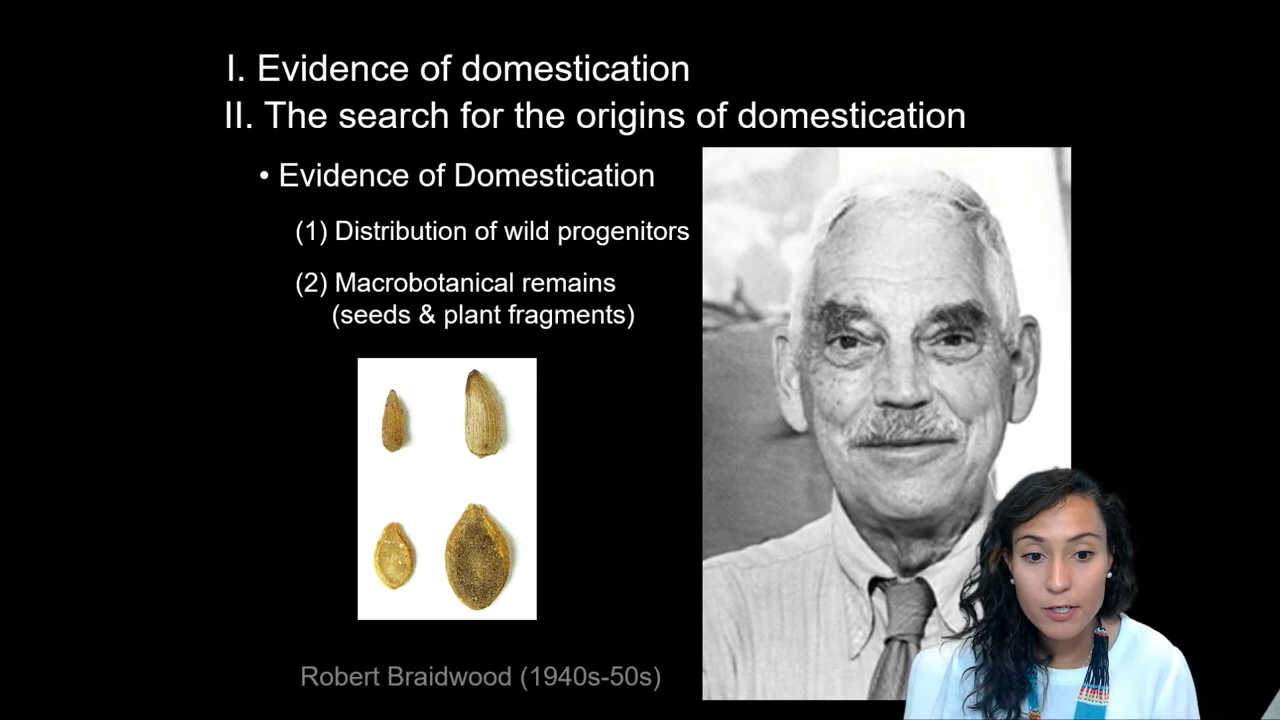 I. Evidence of domestication
II. The search for the origins of domestication
• Evidence of Domestication
(1) Distribution of wild progenitors
(2) Macrobotanical remains
(seeds & plant fragments)
Robert Braidwood (1940s-50s)